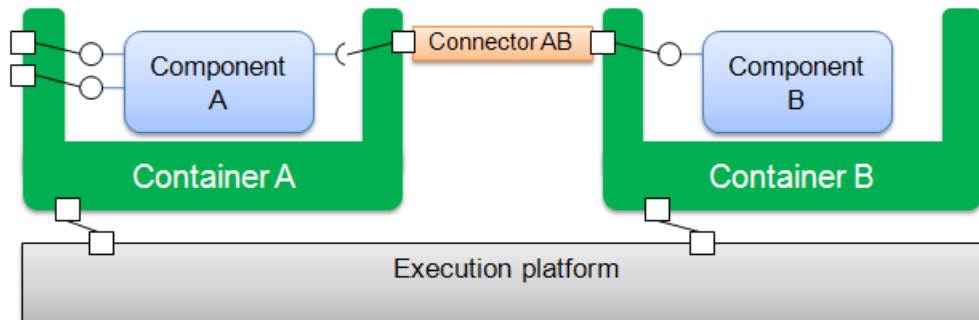 Component
A
Connector AB
Component
B
Container A
Container B
Execution platform